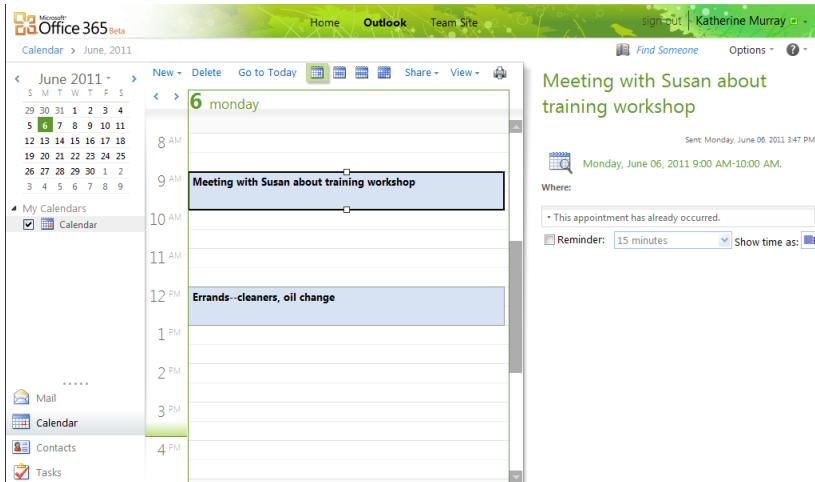 Microsoft®
Office 365 Beta
Home Outlook Team Site
sign out Katherine Murray
Calendar > June, 2011
Find Someone Options ?
June 2011
S M T W T F S
29 30 31 1 2 3 4
5 6 7 8 9 10 11
12 13 14 15 16 17 18
19 20 21 22 23 24 25
26 27 28 29 30 1 2
3 4 5 6 7 8 9
My Calendars
Calendar
Mail
Calendar
Contacts
Tasks
New Delete Go to Today Share View
6 monday
8 AM
9 AM Meeting with Susan about training workshop
10 AM
11 AM
12 PM Errands--cleaners, oil change
1 PM
2 PM
3 PM
4 PM
Meeting with Susan about
training workshop
Sent: Monday, June 06, 2011 3:47 PM
Monday, June 06, 2011 9:00 AM-10:00 AM.
Where:
• This appointment has already occurred.
Reminder: 15 minutes Show time as: